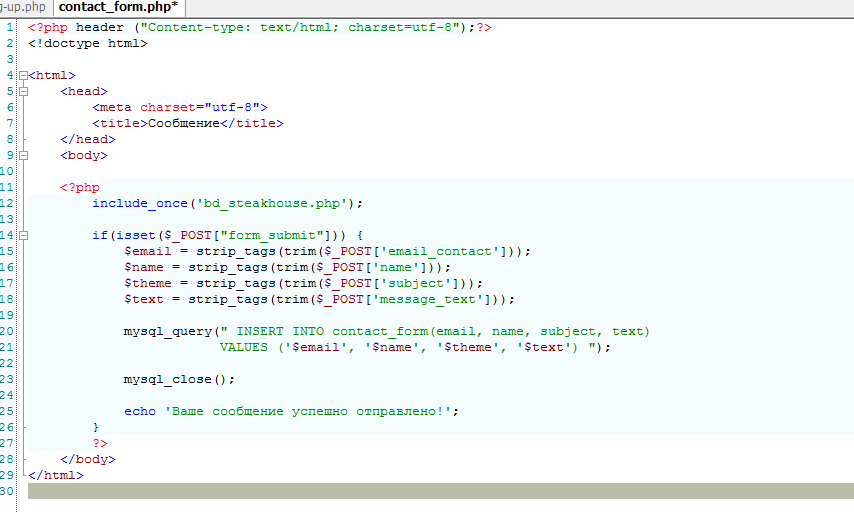 g-up.php contact_form.php*
1 <?php header ("Content-type: text/html; charset=utf-8");?>
2 <!doctype html>
3
4 <html>
5 <head>
6 <meta charset="utf-8">
7 <title>Сообщение</title>
8 </head>
9 <body>
10
11 <?php
12 include_once('bd_steakhouse.php');
13
14 if(isset($_POST["form_submit"])) {
15 $email = strip_tags(trim($_POST['email_contact']));
16 $name = strip_tags(trim($_POST['name']));
17 $theme = strip_tags(trim($_POST['subject']));
18 $text = strip_tags(trim($_POST['message_text']));
19
20 mysql_query(" INSERT INTO contact_form(email, name, subject, text)
21 VALUES ('$email', '$name', '$theme', '$text') ");
22
23 mysql_close();
24
25 echo 'Ваше сообщение успешно отправлено!';
26 }
27 ?>
28 </body>
29 </html>
30